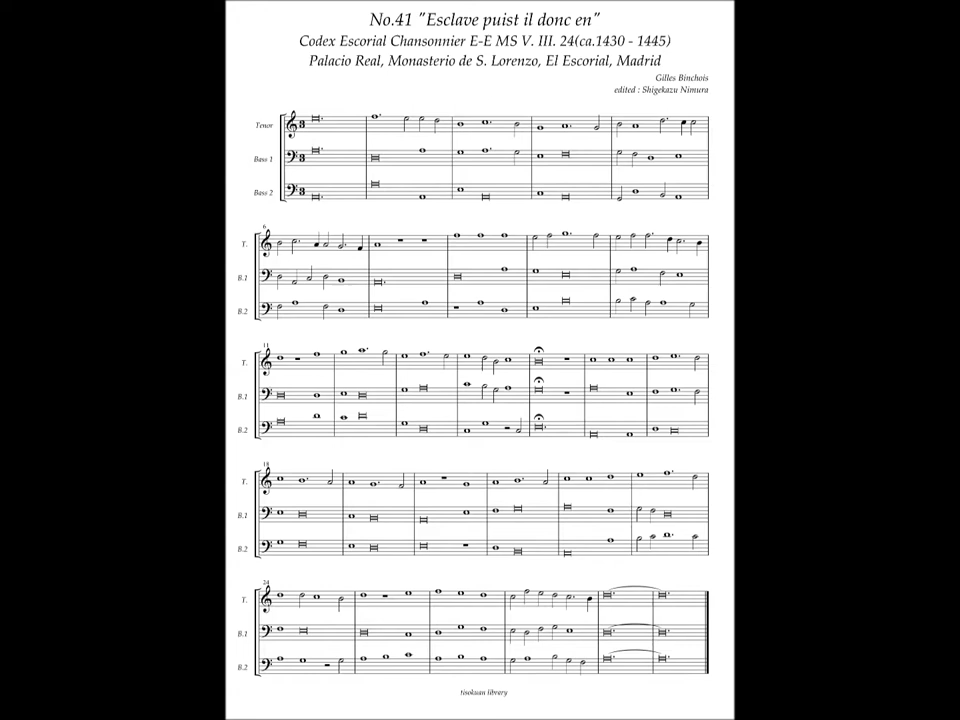 No.41 "Esclave puist il donc en"
Codex Escorial Chansonnier E-E MS V. III. 24(ca.1430 - 1445)
Palacio Real, Monasterio de S. Lorenzo, El Escorial, Madrid
Gilles Binchois
edited : Shigekazu Nimura
Tenor
Bass 1
Bass 2
6
T.
B.1
B.2
11
T.
B.1
B.2
18
T.
B.1
B.2
24
T.
B.1
B.2
tisokuan library